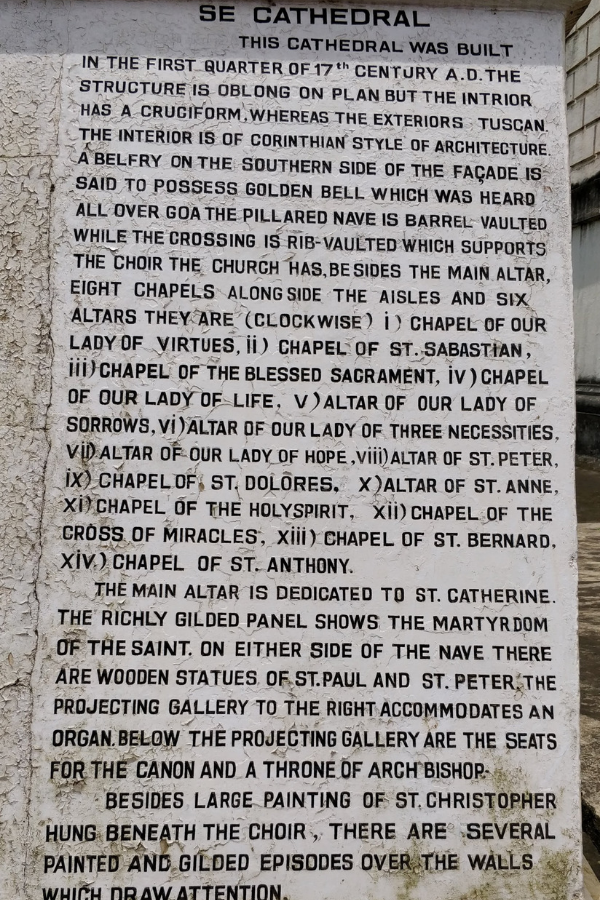 SE CATHEDRAL
THIS CATHEDRAL WAS BUILT
IN THE FIRST QUARTER OF 17th CENTURY A.D. THE
STRUCTURE IS OBLONG ON PLAN BUT THE INTRIOR
HAS A CRUCIFORM, WHEREAS THE EXTERIORS TUSCAN.
THE INTERIOR IS OF CORINTHIAN STYLE OF ARCHITECTURE.
A BELFRY ON THE SOUTHERN SIDE OF THE FAÇADE IS
SAID TO POSSESS GOLDEN BELL WHICH WAS HEARD
ALL OVER GOA THE PILLARED NAVE IS BARREL VAULTED
WHILE THE CROSSING IS RIB-VAULTED WHICH SUPPORTS
THE CHOIR THE CHURCH HAS, BESIDES THE MAIN ALTAR,
EIGHT CHAPELS ALONG SIDE THE AISLES AND SIX
ALTARS THEY ARE (CLOCKWISE) i) CHAPEL OF OUR
LADY OF VIRTUES, ii) CHAPEL OF ST. SABASTIAN,
iii) CHAPEL OF THE BLESSED SACRAMENT, iv) CHAPEL
OF OUR LADY OF LIFE, V) ALTAR OF OUR LADY OF
SORROWS, Vi) ALTAR OF OUR LADY OF THREE NECESSITIES,
Vii) ALTAR OF OUR LADY OF HOPE, Viii) ALTAR OF ST. PETER,
iX) CHAPEL OF ST. DOLORES, X) ALTAR OF ST. ANNE,
Xi) CHAPEL OF THE HOLYSPIRIT, Xii) CHAPEL OF THE
CROSS OF MIRACLES, Xiii) CHAPEL OF ST. BERNARD,
XiV.) CHAPEL OF ST. ANTHONY.
THE MAIN ALTAR IS DEDICATED TO ST. CATHERINE.
THE RICHLY GILDED PANEL SHOWS THE MARTYRDOM
OF THE SAINT. ON EITHER SIDE OF THE NAVE THERE
ARE WOODEN STATUES OF ST. PAUL AND ST. PETER, THE
PROJECTING GALLERY TO THE RIGHT ACCOMMODATES AN
ORGAN. BELOW THE PROJECTING GALLERY ARE THE SEATS
FOR THE CANON AND A THRONE OF ARCH BISHOP.
BESIDES LARGE PAINTING OF ST. CHRISTOPHER
HUNG BENEATH THE CHOIR, THERE ARE SEVERAL
PAINTED AND GILDED EPISODES OVER THE WALLS
WHICH DRAW ATTENTION.